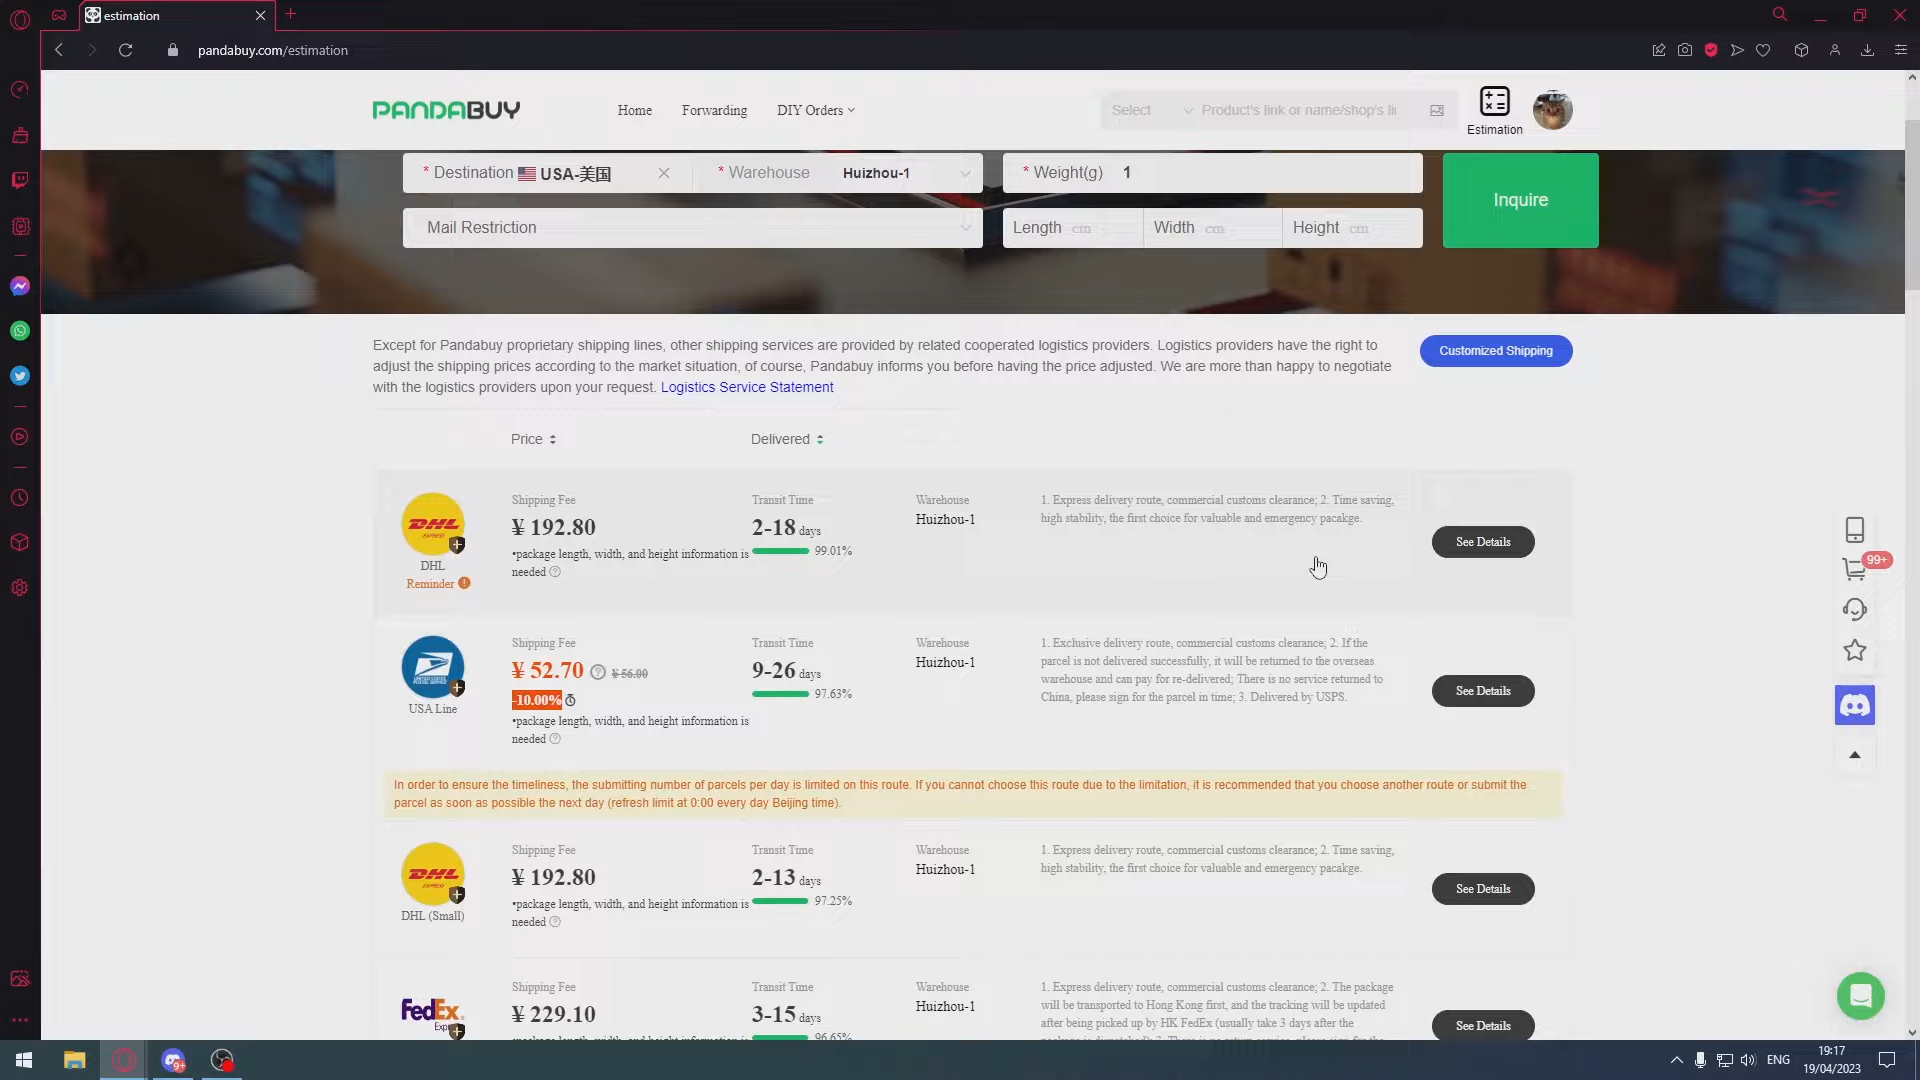 estimation
pandabuy.com/estimation
PANDABUY
Home
Forwarding
DIY Orders
Select
Product's link or name/shop's li
Estimation
* Destination USA-美国
* Warehouse Huizhou-1
* Weight(g) 1
Inquire
Mail Restriction
Length cm
Width cm
Height cm
Except for Pandabuy proprietary shipping lines, other shipping services are provided by related cooperated logistics providers. Logistics providers have the right to
adjust the shipping prices according to the market situation, of course, Pandabuy informs you before having the price adjusted. We are more than happy to negotiate
with the logistics providers upon your request. Logistics Service Statement
Customized Shipping
Price
Delivered
DHL
EXPRESS
DHL
Reminder
Shipping Fee
¥ 192.80
•package length, width, and height information is
needed
Transit Time
2-18 days
99.01%
Warehouse
Huizhou-1
1. Express delivery route, commercial customs clearance; 2. Time saving,
high stability, the first choice for valuable and emergency pacakge.
See Details
UNITED STATES
POSTAL SERVICE
USA Line
Shipping Fee
¥ 52.70 ¥ 56.00
-10.00%
•package length, width, and height information is
needed
Transit Time
9-26 days
97.63%
Warehouse
Huizhou-1
1. Exclusive delivery route, commercial customs clearance; 2. If the
parcel is not delivered successfully, it will be returned to the overseas
warehouse and can pay for re-delivered; There is no service returned to
China, please sign for the parcel in time; 3. Delivered by USPS.
See Details
In order to ensure the timeliness, the submitting number of parcels per day is limited on this route. If you cannot choose this route due to the limitation, it is recommended that you choose another route or submit the
parcel as soon as possible the next day (refresh limit at 0:00 every day Beijing time).
DHL
EXPRESS
DHL (Small)
Shipping Fee
¥ 192.80
•package length, width, and height information is
needed
Transit Time
2-13 days
97.25%
Warehouse
Huizhou-1
1. Express delivery route, commercial customs clearance; 2. Time saving,
high stability, the first choice for valuable and emergency pacakge.
See Details
FedEx
Shipping Fee
¥ 229.10
•package length, width, and height information is
Transit Time
3-15 days
96.65%
Warehouse
Huizhou-1
1. Express delivery route, commercial customs clearance; 2. The package
will be transported to Hong Kong first, and the tracking will be updated
after being picked up by HK FedEx (usually take 3 days after the
See Details
99+
9+
ENG
19:17
19/04/2023